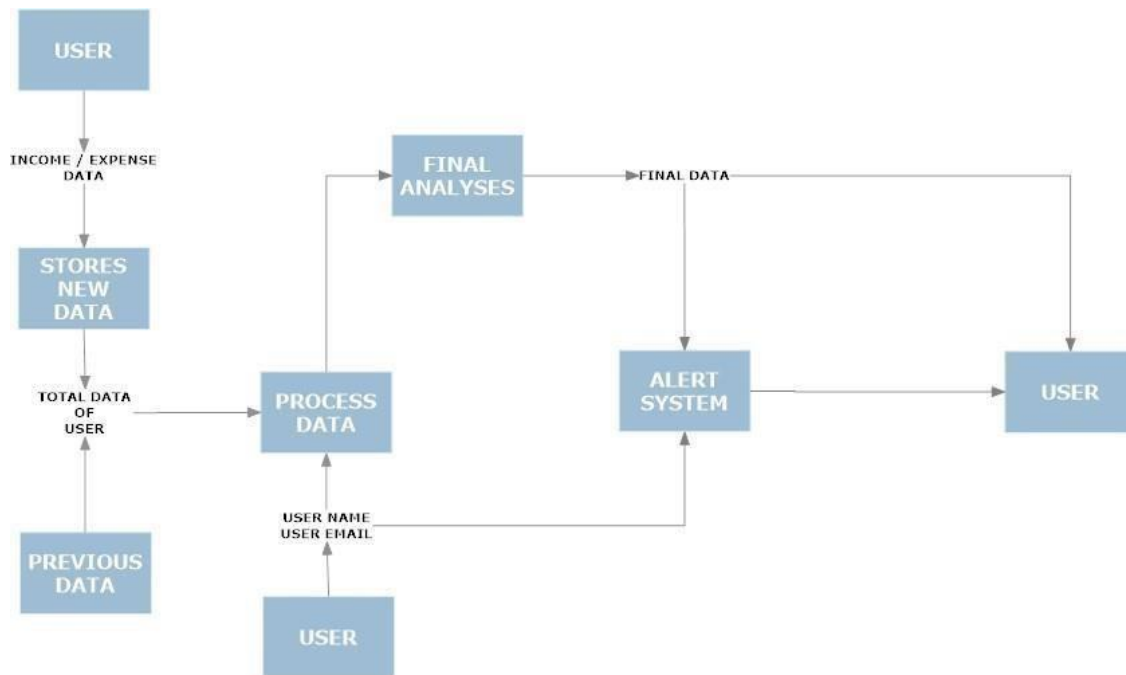 USER
INCOME / EXPENSE
DATA
STORES
NEW
DATA
TOTAL DATA
OF
USER
PREVIOUS
DATA
PROCESS
DATA
USER NAME
USER EMAIL
USER
FINAL
ANALYSES
FINAL DATA
ALERT
SYSTEM
USER